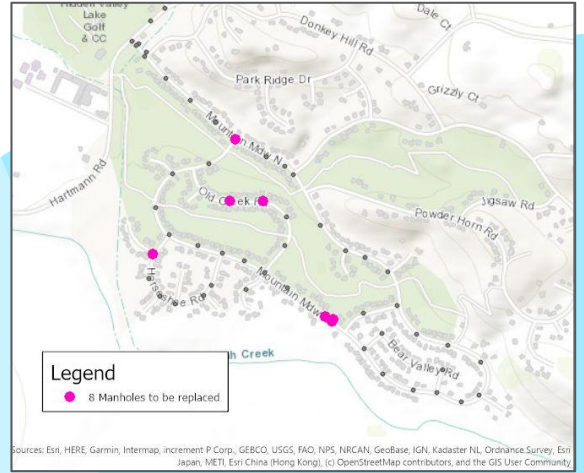 Hidden Valley
Lake
Golf
& CC
Donkey Hill Rd
Dale Ct
Park Ridge Dr
Grizzly Ct
Mountain Mdw N
Hartmann Rd
Old Creek
Jigsaw Rd
Powder Horn Rd
Horseshoe Rd
Mountain Mdw
Bear Valley Rd
Creek
Legend
8 Manholes to be replaced
Sources: Esri, HERE, Garmin, Intermap, increment P Corp., GEBCO, USGS, FAO, NPS, NRCAN, GeoBase, IGN, Kadaster NL, Ordnance Survey, Esri
Japan, METI, Esri China (Hong Kong), (c) OpenStreetMap contributors, and the GIS User Community